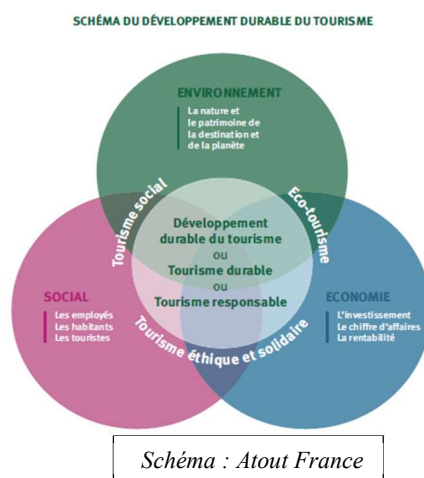 SCHÉMA DU DÉVELOPPEMENT DURABLE DU TOURISME
ENVIRONNEMENT
La nature et
le patrimoine de
la destination et
de la planète
Tourisme social
Eco-tourisme
Développement
durable du tourisme
ou
Tourisme durable
ou
Tourisme responsable
SOCIAL
Les employés
Les habitants
Les touristes
ECONOMIE
L'investissement
Le chiffre d'affaires
La rentabilité
Tourisme éthique et solidaire
Schéma : Atout France